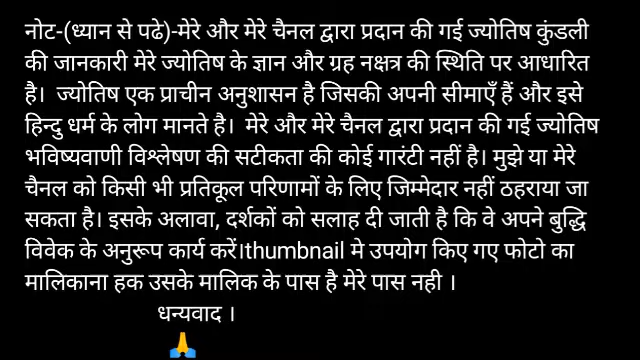 नोट-(ध्यान से पढे)-मेरे और मेरे चैनल द्वारा प्रदान की गई ज्योतिष कुंडली
की जानकारी मेरे ज्योतिष के ज्ञान और ग्रह नक्षत्र की स्थिति पर आधारित
है। ज्योतिष एक प्राचीन अनुशासन है जिसकी अपनी सीमाएँ हैं और इसे
हिन्दु धर्म के लोग मानते है। मेरे और मेरे चैनल द्वारा प्रदान की गई ज्योतिष
भविष्यवाणी विश्लेषण की सटीकता की कोई गारंटी नहीं है। मुझे या मेरे
चैनल को किसी भी प्रतिकूल परिणामों के लिए जिम्मेदार नहीं ठहराया जा
सकता है। इसके अलावा, दर्शकों को सलाह दी जाती है कि वे अपने बुद्धि
विवेक के अनुरूप कार्य करें।thumbnail मे उपयोग किए गए फोटो का
मालिकाना हक उसके मालिक के पास है मेरे पास नही ।
धन्यवाद ।
🙏